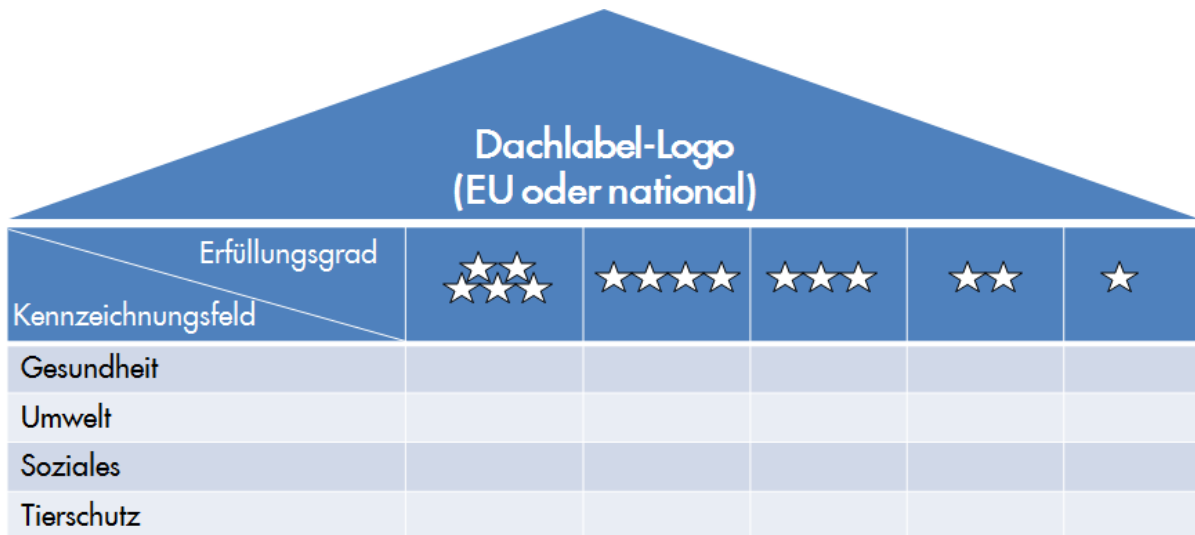 Dachlabel-Logo
(EU oder national)
Erfüllungsgrad
Kennzeichnungsfeld
Gesundheit
Umwelt
Soziales
Tierschutz